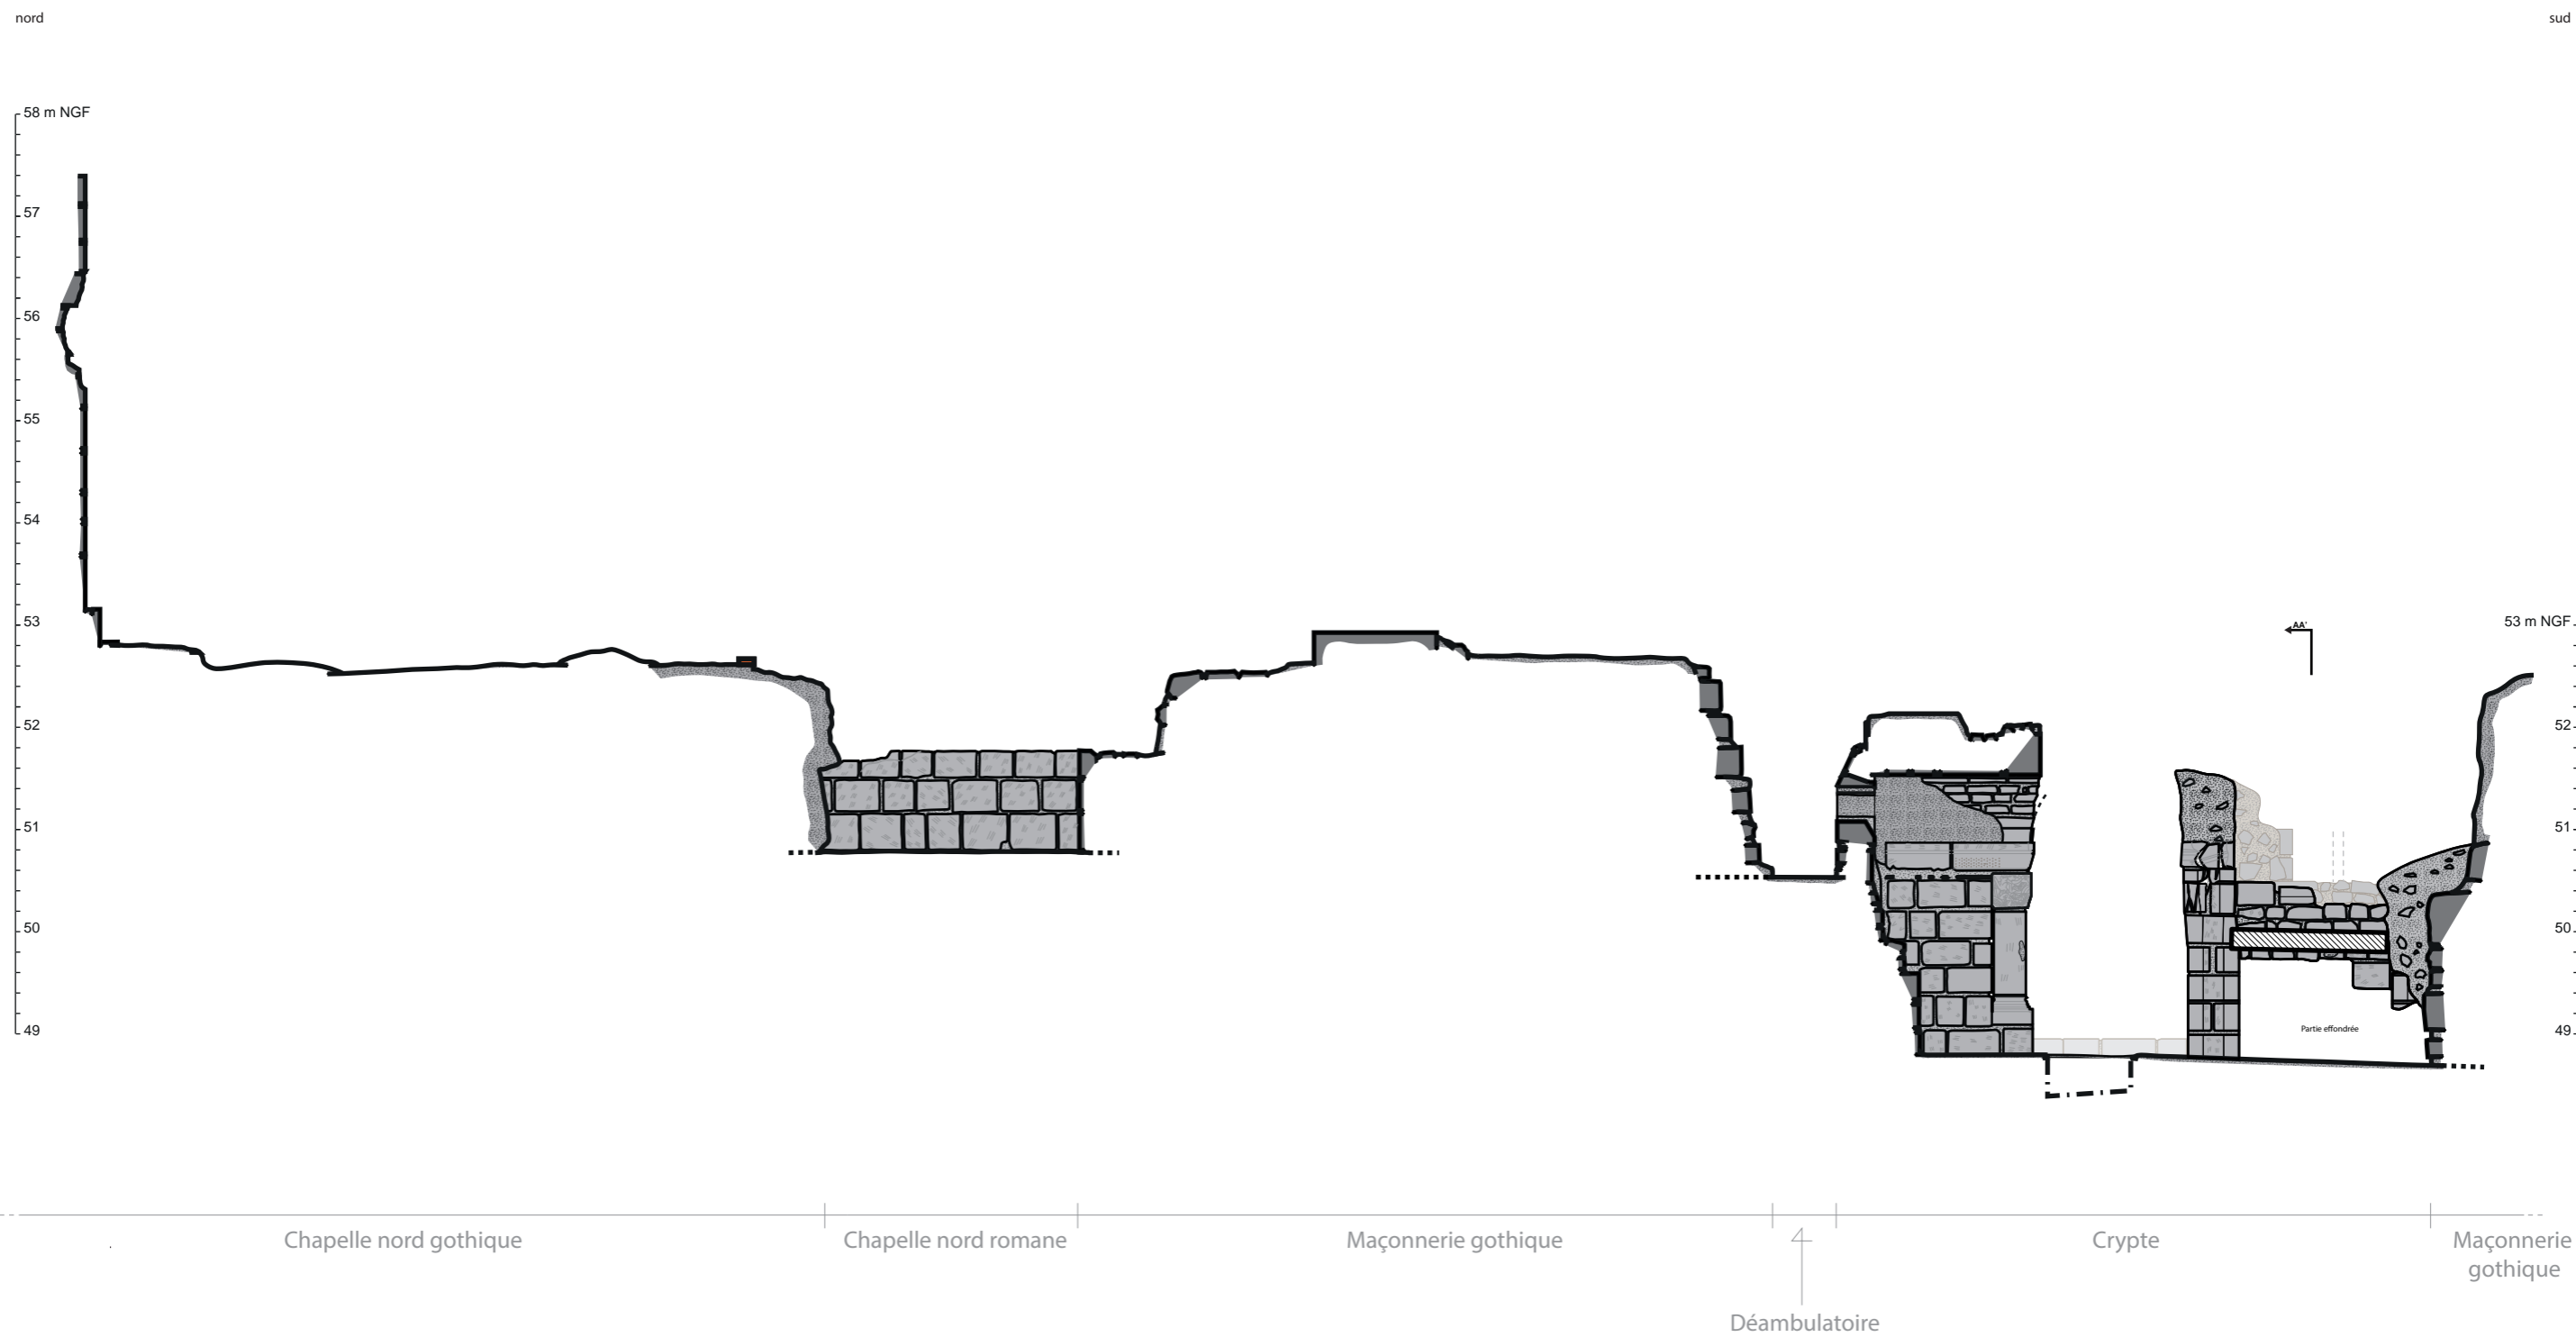 nord
sud
58 m NGF
57
56
55
54
53
52
51
50
49
53 m NGF
52
51
50
49
AA'
Partie effondrée
Chapelle nord gothique
Chapelle nord romane
Maçonnerie gothique
Déambulatoire
Crypte
Maçonnerie
gothique